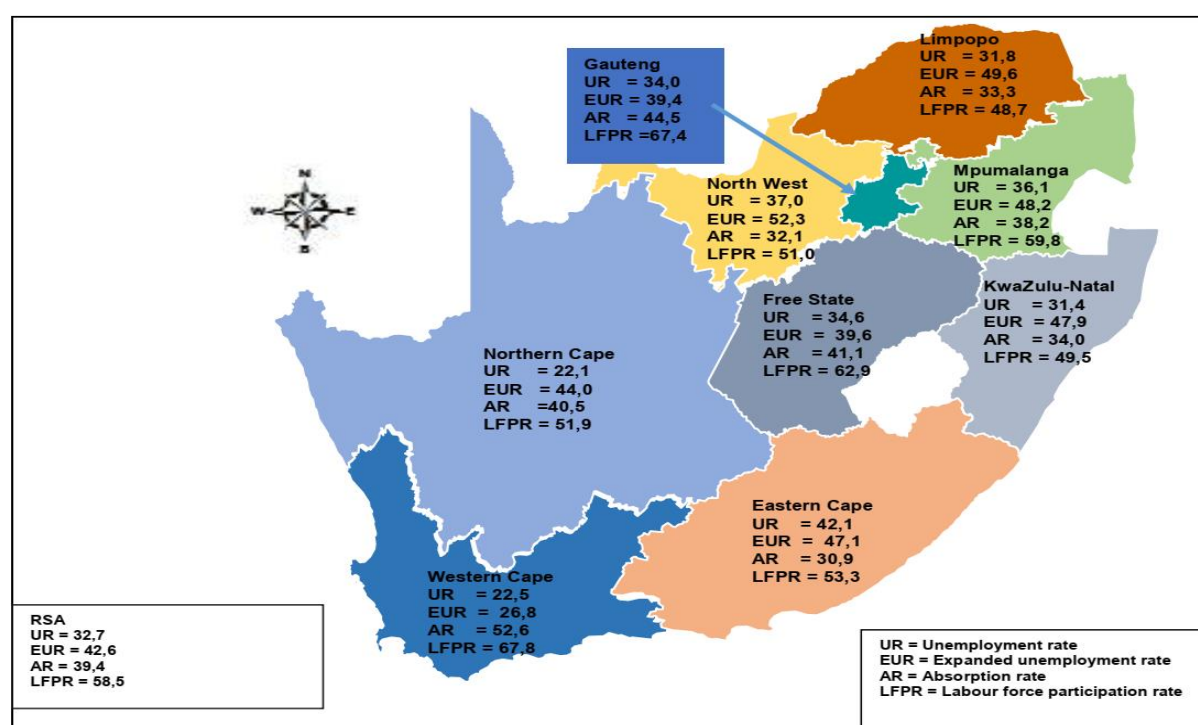 Limpopo
UR = 31,8
EUR = 49,6
AR = 33,3
LFPR = 48,7
Gauteng
UR = 34,0
EUR = 39,4
AR = 44,5
LFPR =67,4
Mpumalanga
UR = 36,1
EUR = 48,2
AR = 38,2
LFPR = 59,8
North West
UR = 37,0
EUR = 52,3
AR = 32,1
LFPR = 51,0
N
W
E
S
KwaZulu-Natal
UR = 31,4
EUR = 47,9
AR = 34,0
LFPR = 49,5
Free State
UR = 34,6
EUR = 39,6
AR = 41,1
LFPR = 62,9
Northern Cape
UR = 22,1
EUR = 44,0
AR =40,5
LFPR = 51,9
Eastern Cape
UR = 42,1
EUR = 47,1
AR = 30,9
LFPR = 53,3
Western Cape
UR = 22,5
EUR = 26,8
AR = 52,6
LFPR = 67,8
RSA
UR = 32,7
EUR = 42,6
AR = 39,4
LFPR = 58,5
UR = Unemployment rate
EUR = Expanded unemployment rate
AR = Absorption rate
LFPR = Labour force participation rate